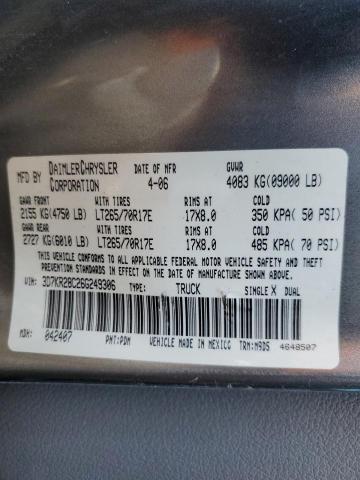 MFD BY DAIMLERCHRYSLER CORPORATION DATE OF MFR 4-06 GVWR 4083 KG(09000 LB)
GAWR FRONT WITH TIRES RIMS AT COLD
2155 KG(4750 LB) LT265/70R17E 17X8.0 350 KPA( 50 PSI)
GAWR REAR WITH TIRES RIMS AT COLD
2727 KG(6010 LB) LT265/70R17E 17X8.0 485 KPA( 70 PSI)
THIS VEHICLE CONFORMS TO ALL APPLICABLE FEDERAL MOTOR VEHICLE SAFETY AND
THEFT PREVENTION STANDARDS IN EFFECT ON THE DATE OF MANUFACTURE SHOWN ABOVE.
VIN: 3D7KR28C26G249306 TYPE: TRUCK SINGLE X DUAL
MDH: 042407 PNT:PDM VEHICLE MADE IN MEXICO TRM:M9D5 4648507